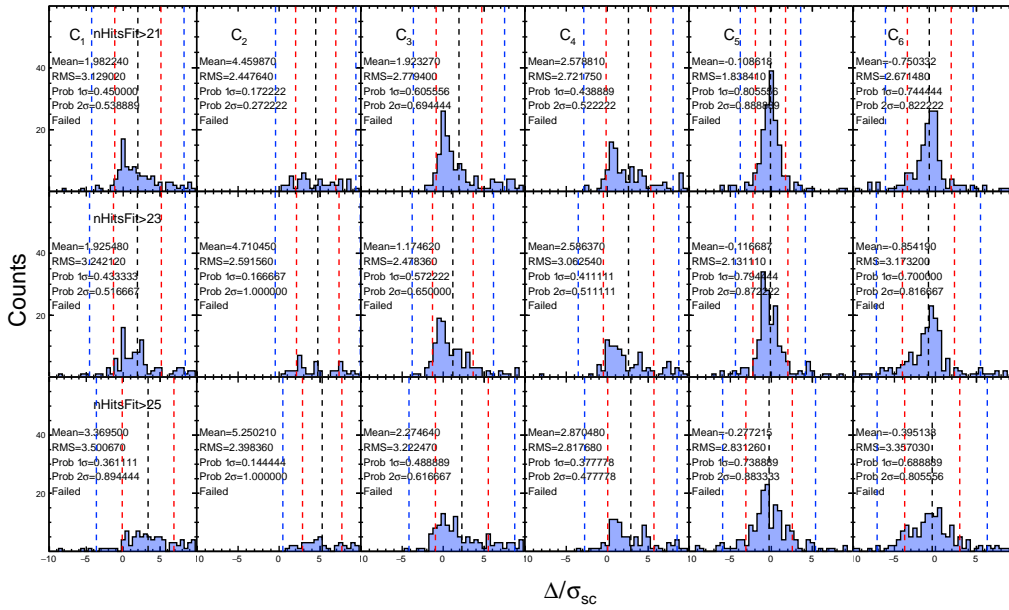 C1 nHitsFit>21
Mean=1.982240
RMS=3.129020
Prob 1σ=0.450000
Prob 2σ=0.538889
Failed
C2
Mean=4.459870
RMS=2.447640
Prob 1σ=0.172222
Prob 2σ=0.272222
Failed
C3
Mean=1.923270
RMS=2.779400
Prob 1σ=0.605556
Prob 2σ=0.694444
Failed
C4
Mean=2.578810
RMS=2.721750
Prob 1σ=0.438889
Prob 2σ=0.522222
Failed
C5
Mean=-0.108618
RMS=1.838410
Prob 1σ=0.805556
Prob 2σ=0.888889
Failed
C6
Mean=-0.750332
RMS=2.671480
Prob 1σ=0.744444
Prob 2σ=0.822222
Failed
40
20
nHitsFit>23
Mean=1.925480
RMS=3.242120
Prob 1σ=0.433333
Prob 2σ=0.516667
Failed
Mean=4.710450
RMS=2.591560
Prob 1σ=0.166667
Prob 2σ=1.000000
Failed
Mean=1.174620
RMS=2.478360
Prob 1σ=0.572222
Prob 2σ=0.650000
Failed
Mean=2.586370
RMS=3.062540
Prob 1σ=0.411111
Prob 2σ=0.511111
Failed
Mean=-0.116687
RMS=2.131110
Prob 1σ=0.794444
Prob 2σ=0.872222
Failed
Mean=-0.854190
RMS=3.173200
Prob 1σ=0.700000
Prob 2σ=0.816667
Failed
40
20
Counts
nHitsFit>25
Mean=3.369500
RMS=3.500670
Prob 1σ=0.361111
Prob 2σ=0.894444
Failed
Mean=5.250210
RMS=2.398360
Prob 1σ=0.144444
Prob 2σ=1.000000
Failed
Mean=2.274640
RMS=3.222470
Prob 1σ=0.488889
Prob 2σ=0.616667
Failed
Mean=2.870480
RMS=2.817680
Prob 1σ=0.377778
Prob 2σ=0.477778
Failed
Mean=-0.277215
RMS=2.831260
Prob 1σ=0.738889
Prob 2σ=0.883333
Failed
Mean=-0.395138
RMS=3.357030
Prob 1σ=0.688889
Prob 2σ=0.805556
Failed
40
20
−10 −5 0 5 10 −5 0 5 10 −5 0 5 10 −5 0 5 10 −5 0 5 10 −5 0 5
Δ/σsc